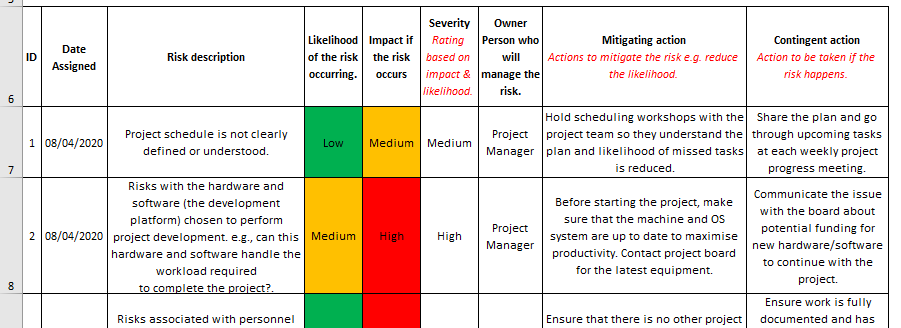 5
Severity
Owner
Likelihood
Impact if
Rating
Person who
Mitigating action
Contingent action
ID
Date
Assigned
Risk description
of the risk
occurring.
the risk
occurs
based on
impact &
likelihood.
will
manage the
risk.
Actions to mitigate the risk e.g. reduce
the likelihood.
Action to be taken if the
risk happens.
6
1
08/04/2020
Project schedule is not clearly
defined or understood.
Low
Medium
Medium
Project
Manager
Hold scheduling workshops with the
project team so they understand the
plan and likelihood of missed tasks
is reduced.
Share the plan and go
through upcoming tasks
at each weekly project
progress meeting.
7
2
08/04/2020
Risks with the hardware and
software (the development
platform) chosen to perform
project development. e.g., can this
hardware and software handle the
workload required
to complete the project?.
Medium
High
High
Project
Manager
Before starting the project, make
sure that the machine and OS
system are up to date to maximise
productivity. Contact project board
for the latest equipment.
Communicate the issue
with the board about
potential funding for
new hardware/software
to continue with the
project.
8
Risks associated with personnel
Ensure that there is no other project
Ensure work is fully
documented and has